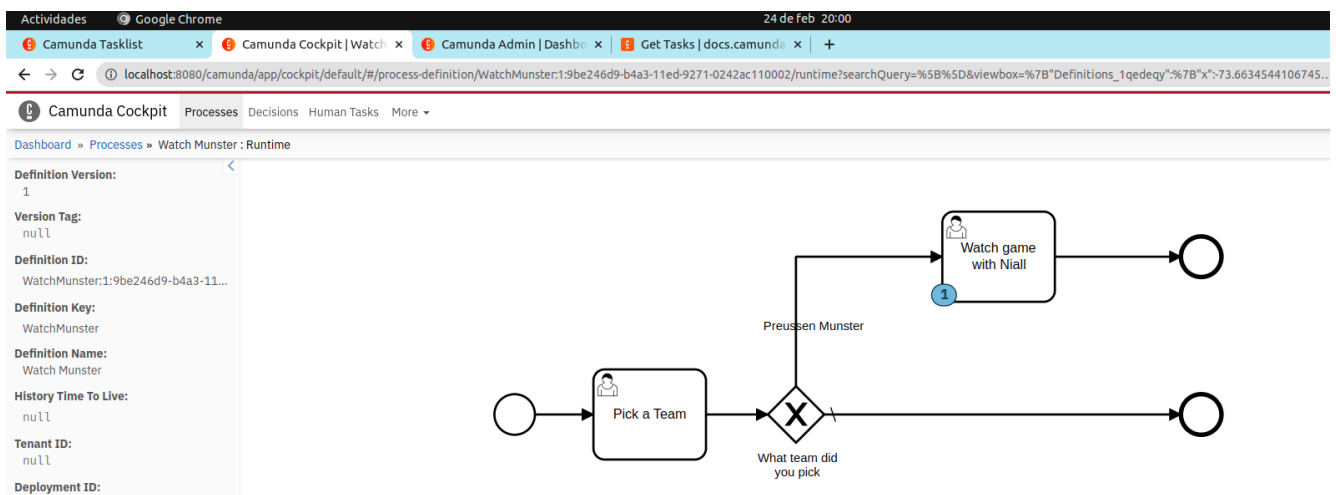 Actividades Google Chrome 24 de feb 20:00
Camunda Tasklist × Camunda Cockpit | Watch × Camunda Admin | Dashbo × Get Tasks | docs.camunda × +
localhost:8080/camunda/app/cockpit/default/#/process-definition/WatchMunster:1:9be246d9-b4a3-11ed-9271-0242ac110002/runtime?searchQuery=%5B%5D&viewbox=%7B"Definitions_1qedeqy":%7B"x":-73.6634544106745...
Camunda Cockpit Processes Decisions Human Tasks More
Dashboard » Processes » Watch Munster : Runtime
Definition Version:
1
Version Tag:
null
Definition ID:
WatchMunster:1:9be246d9-b4a3-11...
Definition Key:
WatchMunster
Definition Name:
Watch Munster
History Time To Live:
null
Tenant ID:
null
Deployment ID:
Watch game
with Niall
1
Preussen Munster
Pick a Team
X
What team did
you pick